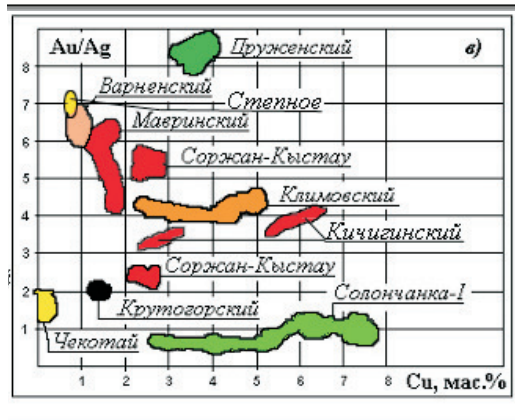 Au/Ag
в)
Друженский
8
Варненский
7
Степное
Мавринский
6
Соржан-Кыстау
5
Климовский
4
Кичигинский
3
Соржан-Кыстау
2
Крутогорский
Солончанка-I
1
Чекотай
1 2 3 4 5 6 7 8 Cu, мас.%